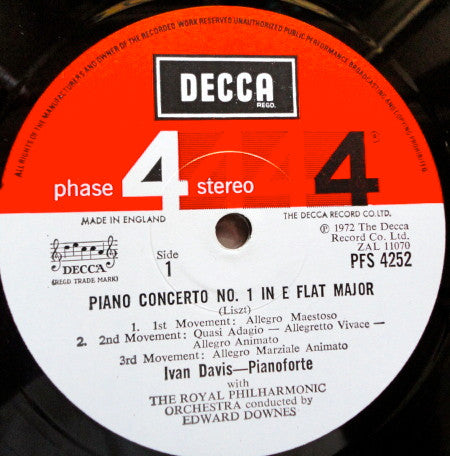 ALL RIGHTS OF THE MANUFACTURERS AND OF THE OWNER OF THE RECORDED WORK RESERVED UNAUTHORIZED PUBLIC PERFORMANCE, BROADCASTING AND COPYING PROHIBITED.
DECCA
REGD.
phase 4 stereo 4
MADE IN ENGLAND
THE DECCA RECORD CO. LTD.
DECCA
(REGD TRADE MARK)
Side
1
℗ 1972 The Decca
Record Co. Ltd.
ZAL 11070
PFS 4252
PIANO CONCERTO NO. 1 IN E FLAT MAJOR
(Liszt)
1. 1st Movement: Allegro Maestoso
2. 2nd Movement: Quasi Adagio — Allegretto Vivace —
Allegro Animato
3rd Movement: Allegro Marziale Animato
Ivan Davis—Pianoforte
with
THE ROYAL PHILHARMONIC
ORCHESTRA conducted by
EDWARD DOWNES